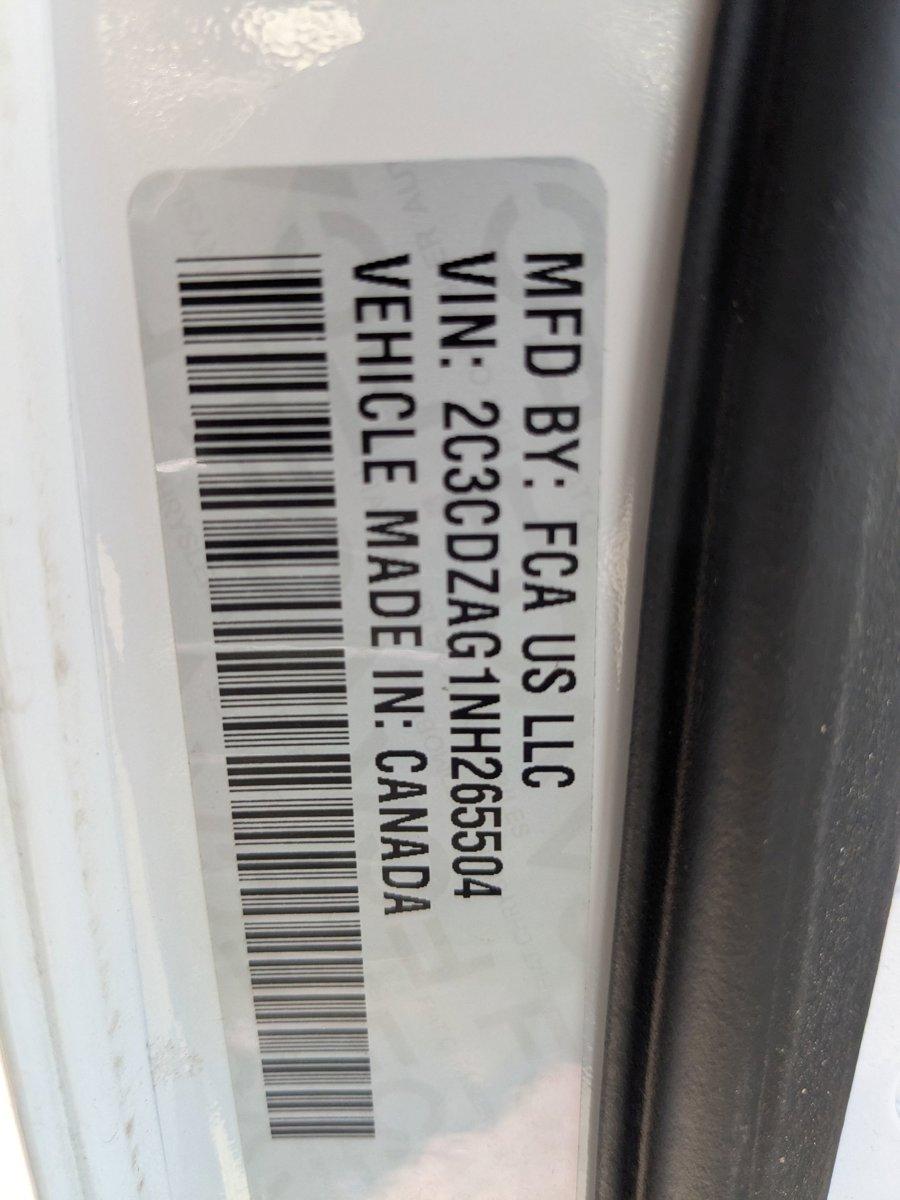 MFD BY: FCA US LLC
VIN: 2C3CDZAG1NH265504
VEHICLE MADE IN: CANADA